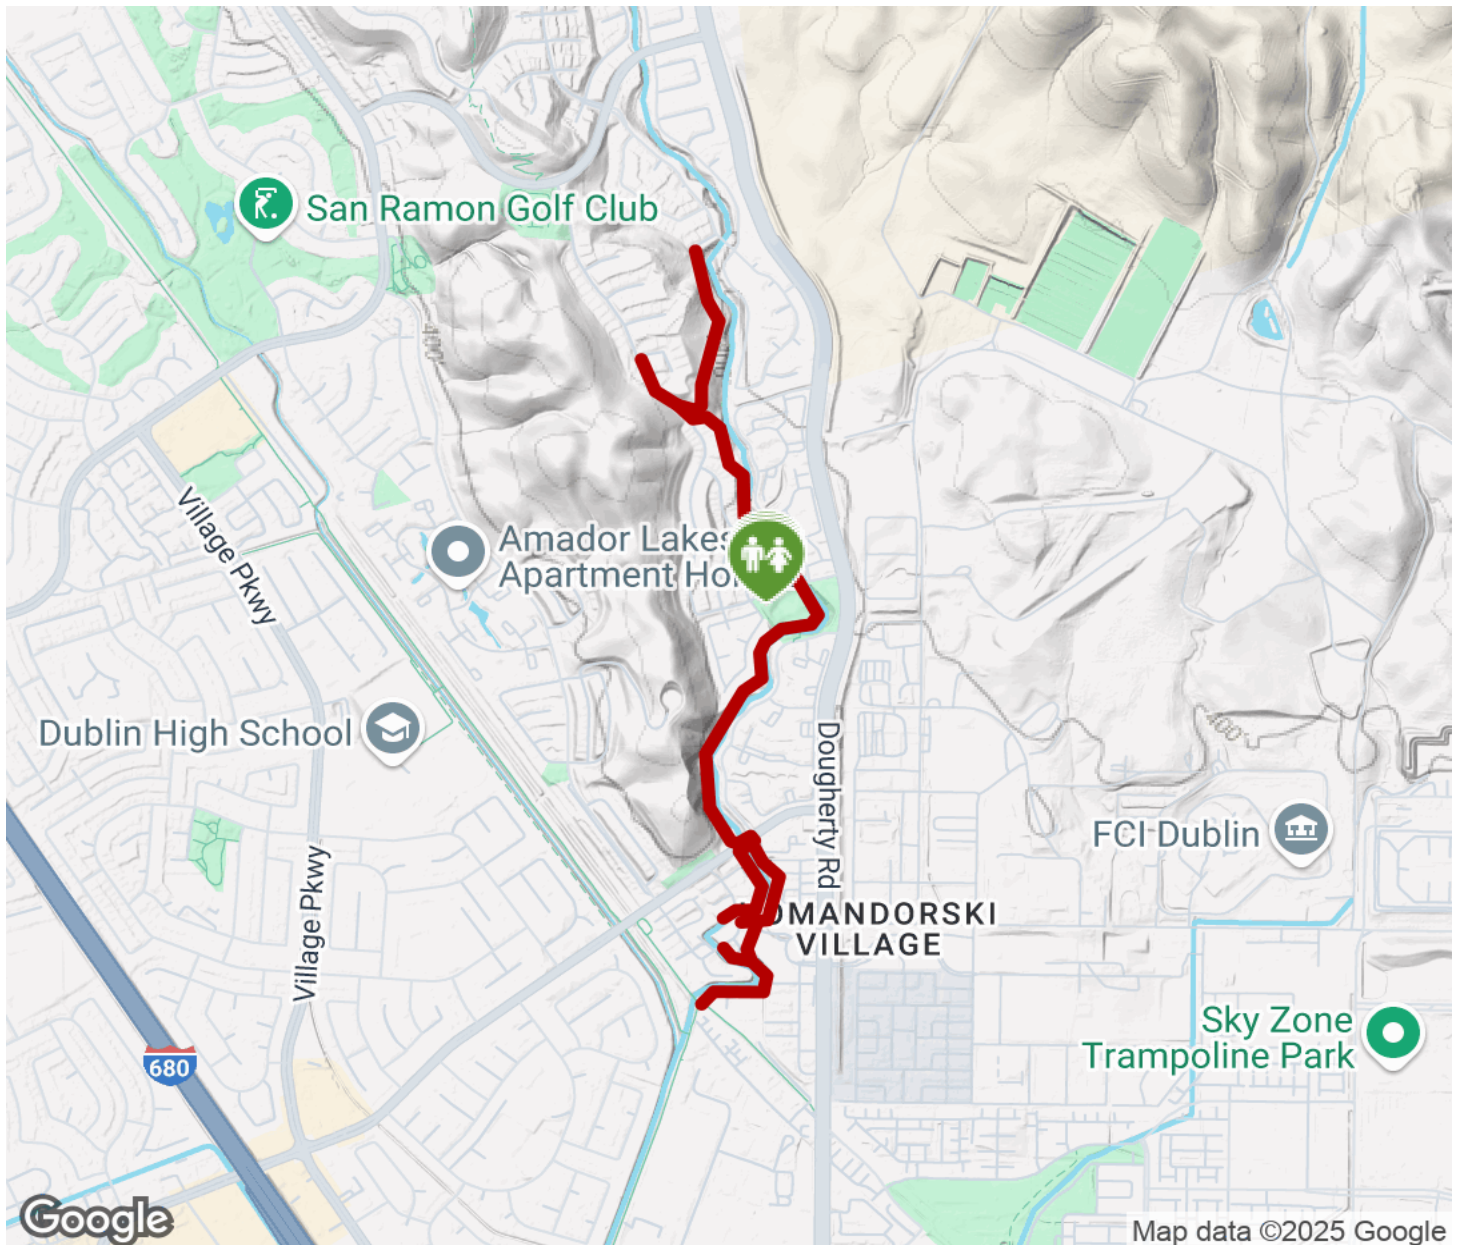 San Ramon Golf Club
400
Village Pkwy
Amador Lakes
Apartment Ho
Dublin High School
400
Dougherty Rd
FCI Dublin
Village Pkwy
OMANDORSKI
VILLAGE
Sky Zone
Trampoline Park
680
Google
Map data ©2025 Google